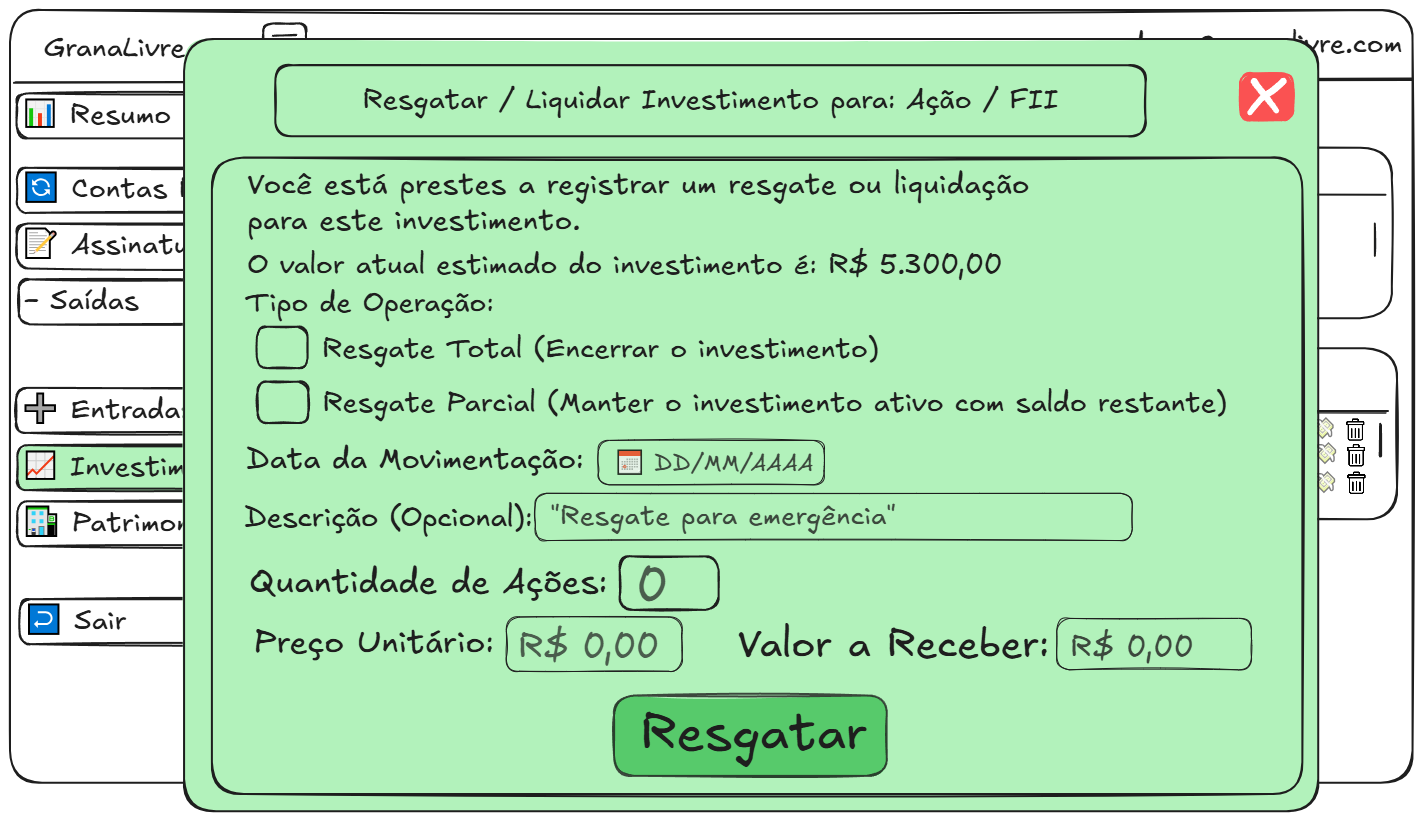 GranaLivre
Resgatar / Liquidar Investimento para: Ação / FII
Resumo
Contas
Assinatu
- Saídas
Entrada
Investim
Patrimon
Sair
Você está prestes a registrar um resgate ou liquidação
para este investimento.
O valor atual estimado do investimento é: R$ 5.300,00
Tipo de Operação:
Resgate Total (Encerrar o investimento)
Resgate Parcial (Manter o investimento ativo com saldo restante)
Data da Movimentação: DD/MM/AAAA
Descrição (Opcional): "Resgate para emergência"
Quantidade de Ações: 0
Preço Unitário: R$ 0,00 Valor a Receber: R$ 0,00
Resgatar